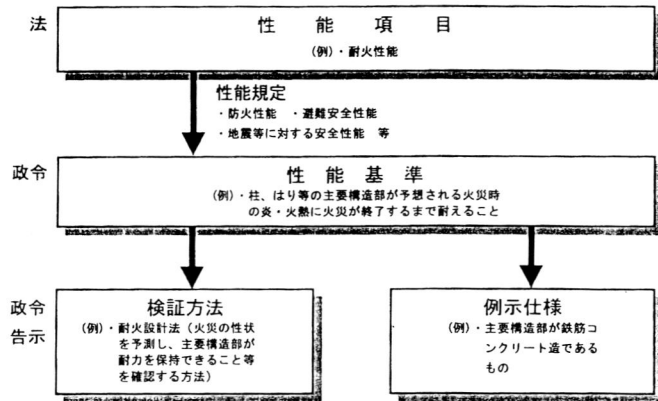 法
性能項目
(例)・耐火性能
性能規定
・防火性能 ・避難安全性能
・地震等に対する安全性能 等
政令
性能基準
(例)・柱、はり等の主要構造部が予想される火災時
の炎・火熱に火災が終了するまで耐えること
政令
告示
検証方法
(例)・耐火設計法(火災の性状
を予測し、主要構造部が
耐力を保持できること等
を確認する方法)
例示仕様
(例)・主要構造部が鉄筋コ
ンクリート造である
もの